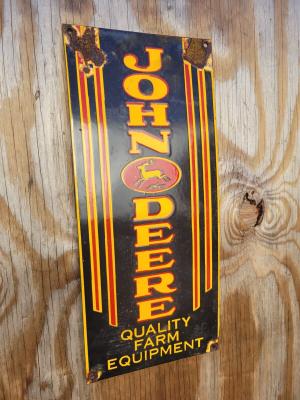 JOHN
DEERE
QUALITY
FARM
EQUIPMENT